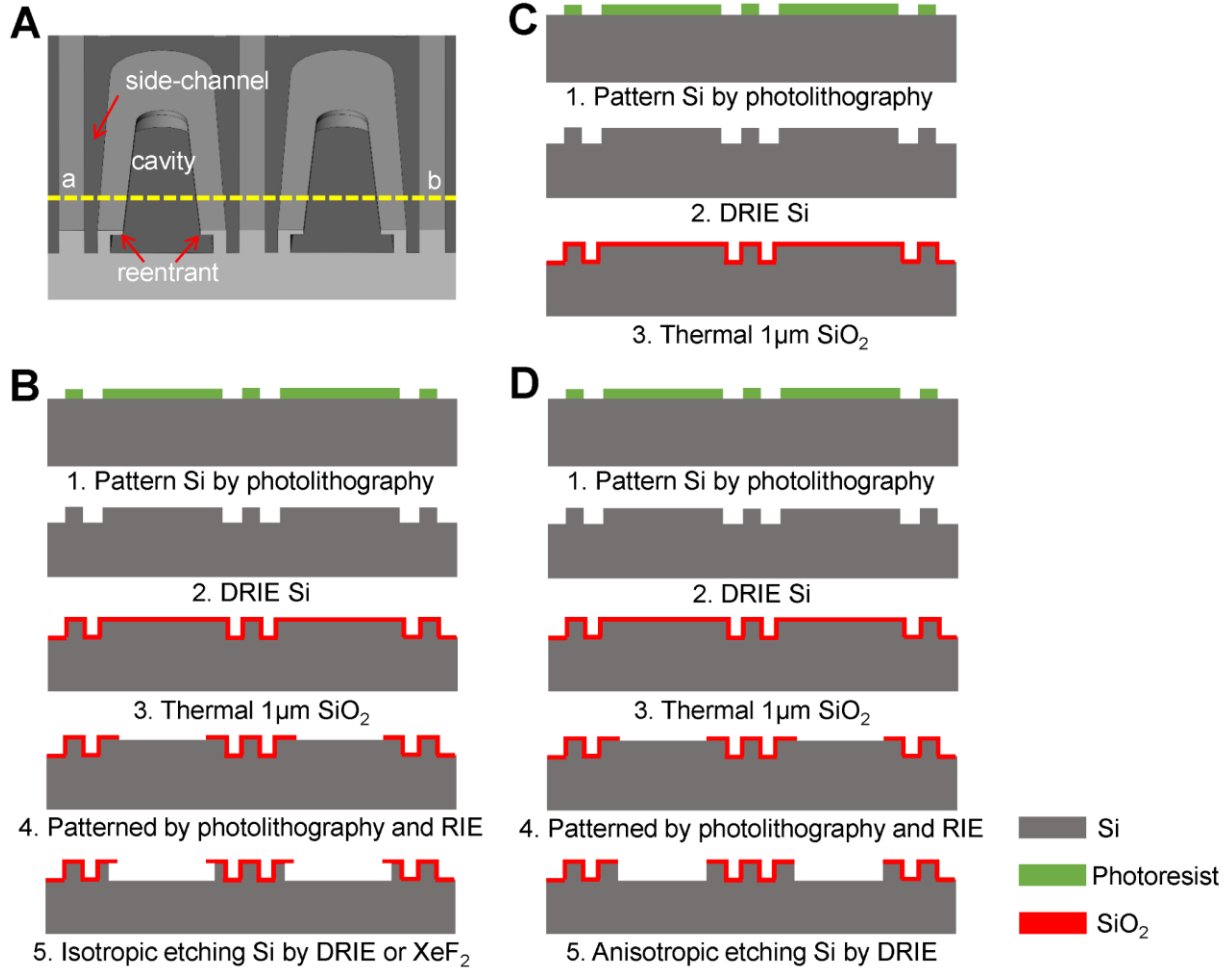 A
side-channel
cavity
a
b
reentrant
C
1. Pattern Si by photolithography
2. DRIE Si
3. Thermal 1μm SiO₂
B
1. Pattern Si by photolithography
2. DRIE Si
3. Thermal 1μm SiO₂
4. Patterned by photolithography and RIE
5. Isotropic etching Si by DRIE or XeF₂
D
1. Pattern Si by photolithography
2. DRIE Si
3. Thermal 1μm SiO₂
4. Patterned by photolithography and RIE
5. Anisotropic etching Si by DRIE
Si
Photoresist
SiO₂